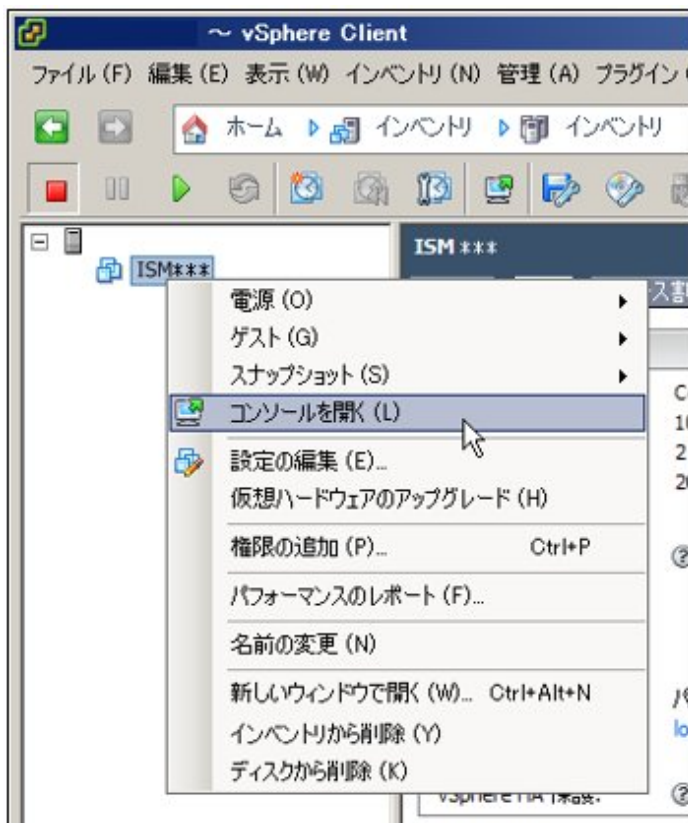 ～ vSphere Client
ファイル (F) 編集 (E) 表示 (W) インベントリ (N) 管理 (A) プラグイン (
ホーム インベントリ インベントリ
ISM***
ISM ***
電源 (O)
ゲスト (G)
スナップショット (S)
コンソールを開く (L)
設定の編集 (E)...
仮想ハードウェアのアップグレード (H)
権限の追加 (P)... Ctrl+P
パフォーマンスのレポート (F)...
名前の変更 (N)
新しいウィンドウで開く (W)... Ctrl+Alt+N
インベントリから削除 (Y)
ディスクから削除 (K)